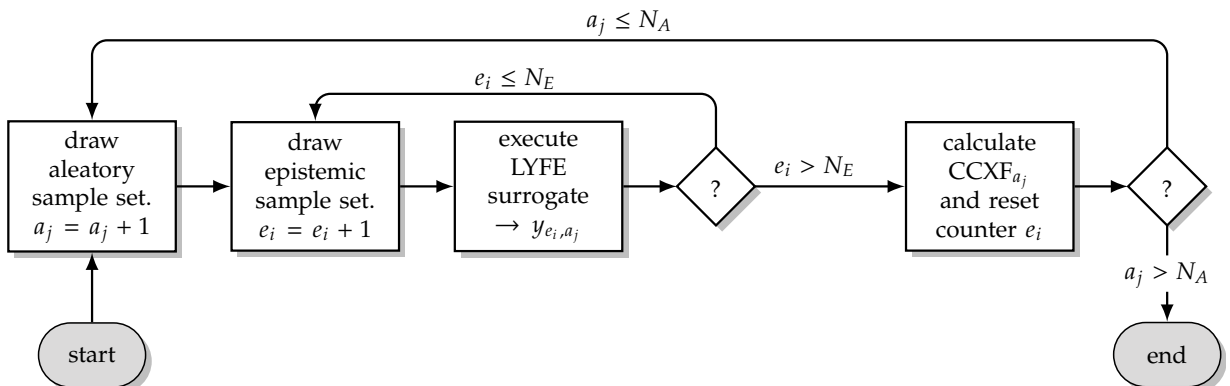 a_j ≤ N_A
e_i ≤ N_E
draw
aleatory
sample set.
a_j = a_j + 1
draw
epistemic
sample set.
e_i = e_i + 1
execute
LYFE
surrogate
→ y_{e_i,a_j}
?
e_i > N_E
calculate
CCXF_{a_j}
and reset
counter e_i
?
a_j > N_A
start
end